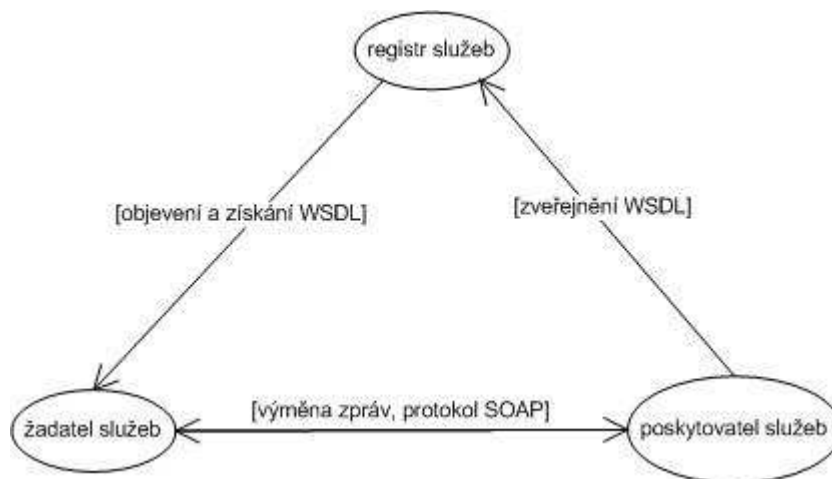 registr služeb
[objevení a získání WSDL]
[zveřejnění WSDL]
[výměna zpráv, protokol SOAP]
žadatel služeb
poskytovatel služeb